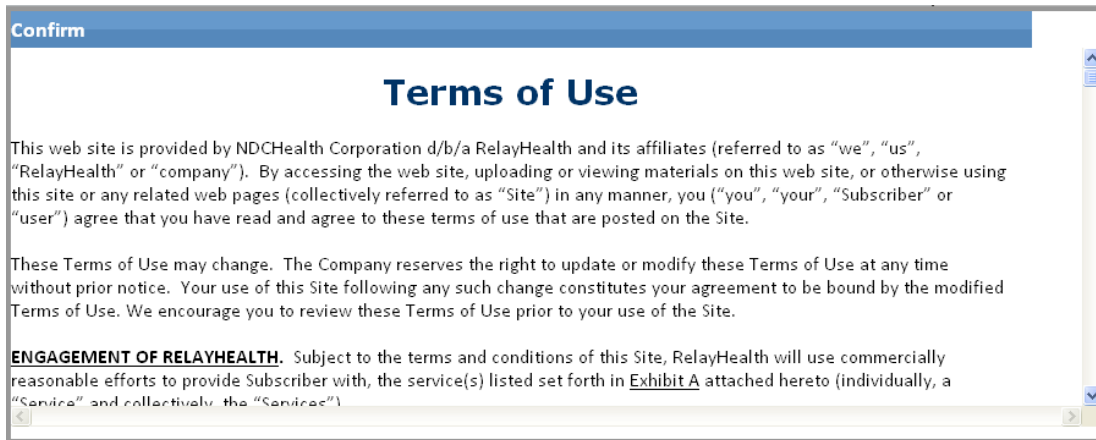 Confirm
Terms of Use
This web site is provided by NDCHealth Corporation d/b/a RelayHealth and its affiliates (referred to as “we”, “us”,
“RelayHealth” or “company”).  By accessing the web site, uploading or viewing materials on this web site, or otherwise using
this site or any related web pages (collectively referred to as “Site”) in any manner, you (“you”, “your”, “Subscriber” or
“user”) agree that you have read and agree to these terms of use that are posted on the Site.
These Terms of Use may change.  The Company reserves the right to update or modify these Terms of Use at any time
without prior notice.  Your use of this Site following any such change constitutes your agreement to be bound by the modified
Terms of Use. We encourage you to review these Terms of Use prior to your use of the Site.
ENGAGEMENT OF RELAYHEALTH.  Subject to the terms and conditions of this Site, RelayHealth will use commercially
reasonable efforts to provide Subscriber with, the service(s) listed set forth in Exhibit A attached hereto (individually, a
“Service” and collectively, the “Services”)